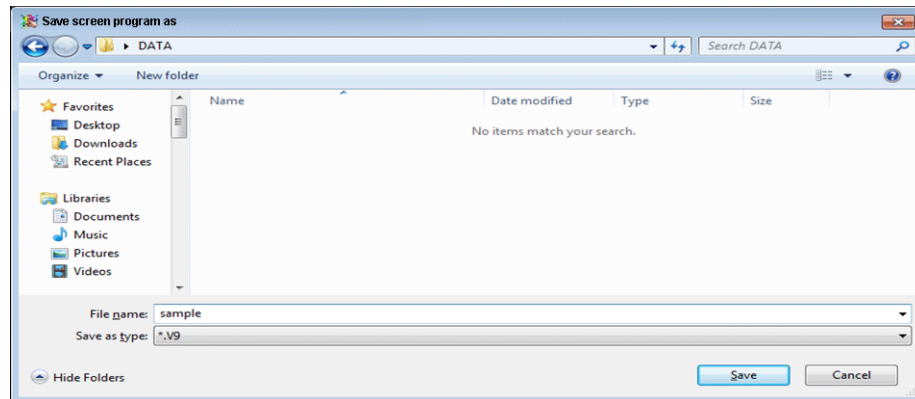 Save screen program as
DATA
Search DATA
Organize
New folder
Name
Date modified
Type
Size
No items match your search.
Favorites
Desktop
Downloads
Recent Places
Libraries
Documents
Music
Pictures
Videos
File name: sample
Save as type: *.V9
Hide Folders
Save
Cancel